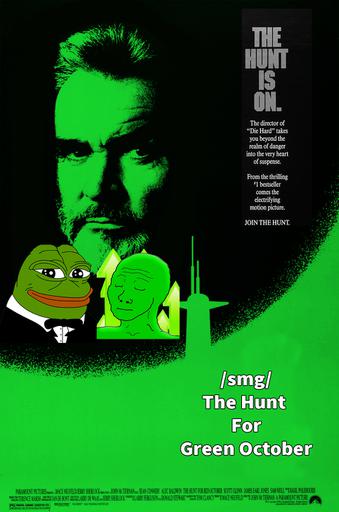 THE
HUNT
IS
ON.
The director of
"Die Hard" takes
you beyond the
realm of danger
into the very heart
of suspense.
From the thrilling
#1 bestseller
comes the
electrifying
motion picture.
JOIN THE HUNT.
/smg/
The Hunt
For
Green October